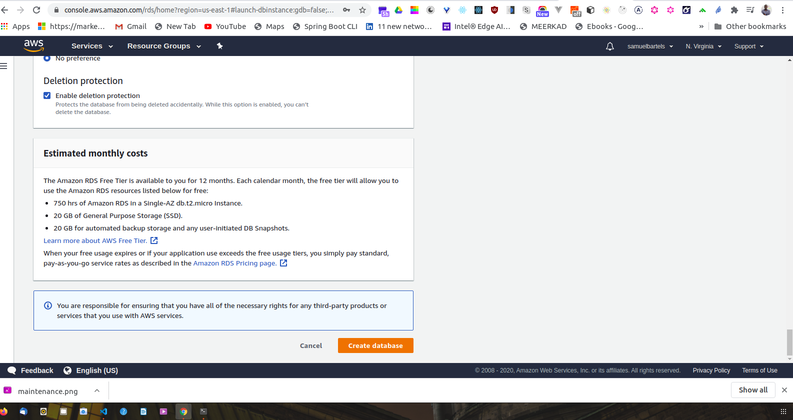 console.aws.amazon.com/rds/home?region=us-east-1#launch-dbinstance:gdb=false;...
Apps https://marke... Gmail New Tab YouTube Maps Spring Boot CLI 11 new netwo... Intel® Edge AI... MEERKAD Ebooks - Goog... » Other bookmarks
aws Services Resource Groups samuelbartels N. Virginia Support
No preference
Deletion protection
Enable deletion protection
Protects the database from being deleted accidentally. While this option is enabled, you can't
delete the database.
Estimated monthly costs
The Amazon RDS Free Tier is available to you for 12 months. Each calendar month, the free tier will allow you to
use the Amazon RDS resources listed below for free:
• 750 hrs of Amazon RDS in a Single-AZ db.t2.micro Instance.
• 20 GB of General Purpose Storage (SSD).
• 20 GB for automated backup storage and any user-initiated DB Snapshots.
Learn more about AWS Free Tier.
When your free usage expires or if your application use exceeds the free usage tiers, you simply pay standard,
pay-as-you-go service rates as described in the Amazon RDS Pricing page.
You are responsible for ensuring that you have all of the necessary rights for any third-party products or
services that you use with AWS services.
Cancel Create database
Feedback English (US) © 2008 - 2020, Amazon Web Services, Inc. or its affiliates. All rights reserved. Privacy Policy Terms of Use
maintenance.png Show all